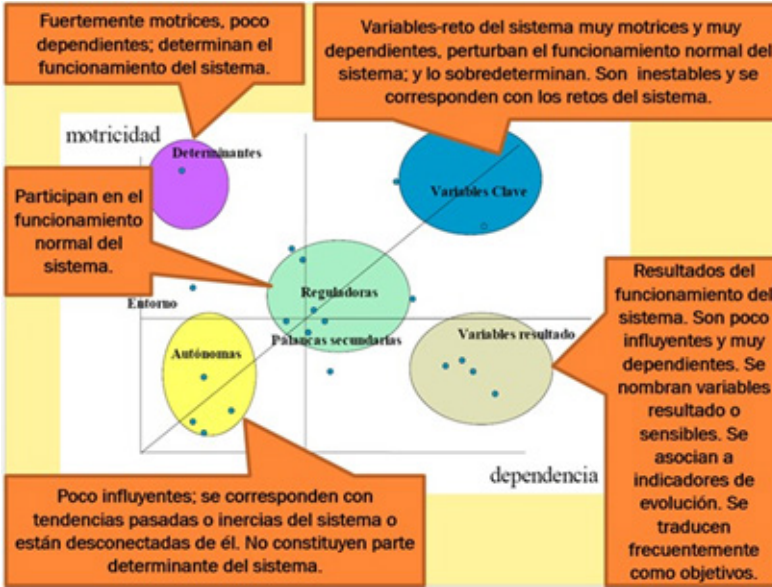 Fuertemente motrices, poco
dependientes; determinan el
funcionamiento del sistema.
Variables-reto del sistema muy motrices y muy
dependientes, perturban el funcionamiento normal del
sistema; y lo sobredeterminan. Son inestables y se
corresponden con los retos del sistema.
motricidad
Determinantes
Variables Clave
Participan en el
funcionamiento
normal del
sistema.
Reguladoras
Entorno
Palancas secundarias
Variables resultado
Autónomas
Resultados del
funcionamiento del
sistema. Son poco
influyentes y muy
dependientes. Se
nombran variables
resultado o
sensibles. Se
asocian a
indicadores de
evolución. Se
traducen
frecuentemente
como objetivos.
dependencia
Poco influyentes; se corresponden con
tendencias pasadas o inercias del sistema o
están desconectadas de él. No constituyen parte
determinante del sistema.